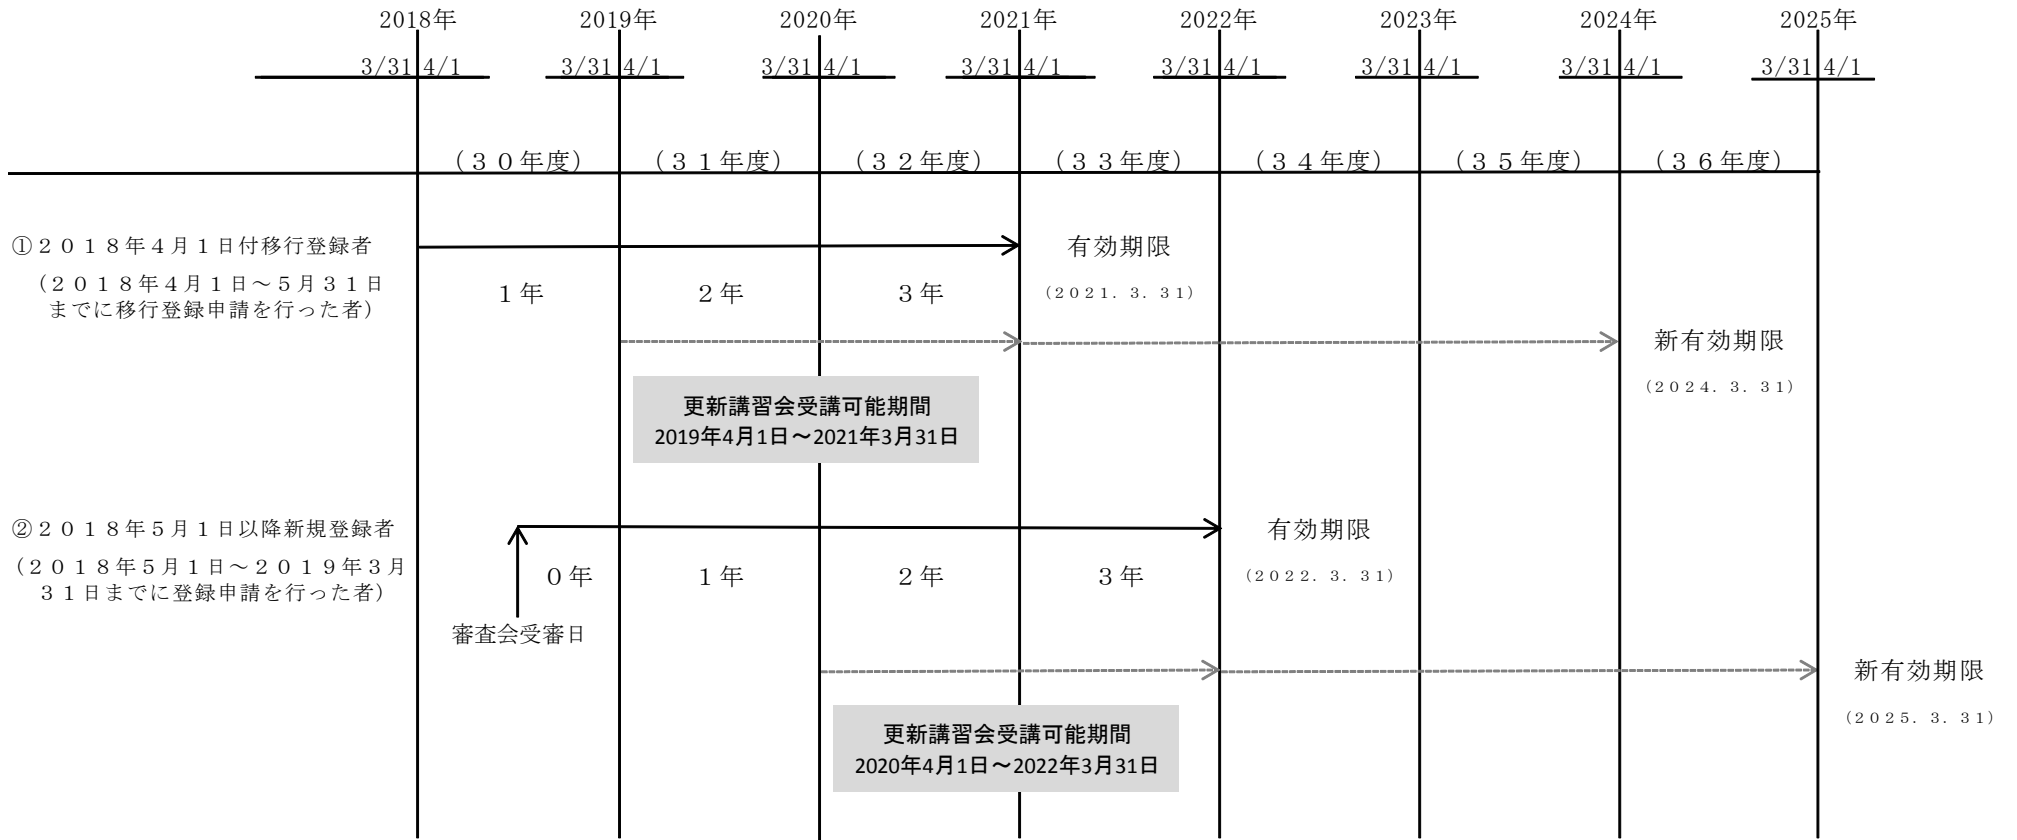 2018年 2019年 2020年 2021年 2022年 2023年 2024年 2025年
3/31 4/1 3/31 4/1 3/31 4/1 3/31 4/1 3/31 4/1 3/31 4/1 3/31 4/1 3/31 4/1
（３０年度） （３１年度） （３２年度） （３３年度） （３４年度） （３５年度） （３６年度）
①２０１８年４月１日付移行登録者
（２０１８年４月１日～５月３１日
までに移行登録申請を行った者）
有効期限
１年 ２年 ３年 （２０２１．３．３１）
新有効期限
（２０２４．３．３１）
更新講習会受講可能期間
2019年4月1日～2021年3月31日
②２０１８年５月１日以降新規登録者
（２０１８年５月１日～２０１９年３月
３１日までに登録申請を行った者）
有効期限
０年 １年 ２年 ３年 （２０２２．３．３１）
審査会受審日
新有効期限
（２０２５．３．３１）
更新講習会受講可能期間
2020年4月1日～2022年3月31日